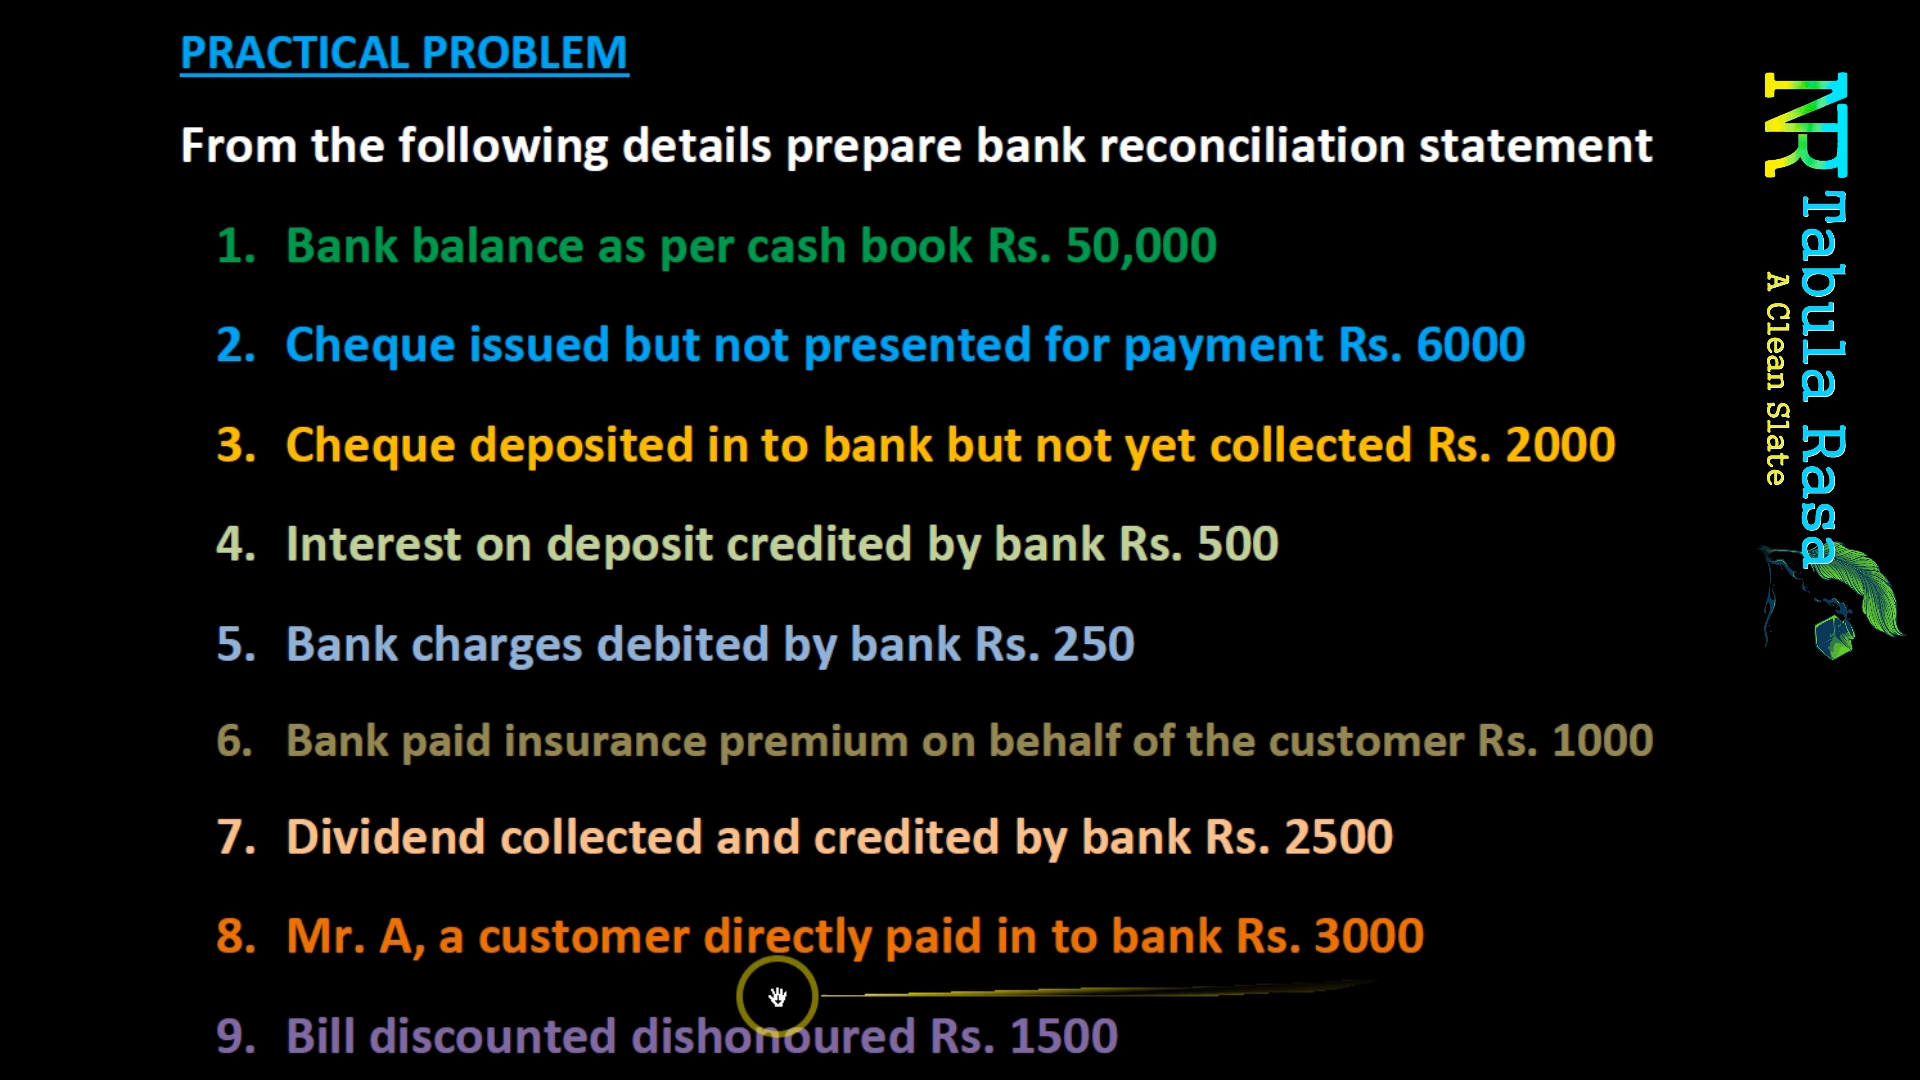 PRACTICAL PROBLEM
From the following details prepare bank reconciliation statement
1. Bank balance as per cash book Rs. 50,000
2. Cheque issued but not presented for payment Rs. 6000
3. Cheque deposited in to bank but not yet collected Rs. 2000
4. Interest on deposit credited by bank Rs. 500
5. Bank charges debited by bank Rs. 250
6. Bank paid insurance premium on behalf of the customer Rs. 1000
7. Dividend collected and credited by bank Rs. 2500
8. Mr. A, a customer directly paid in to bank Rs. 3000
9. Bill discounted dishonoured Rs. 1500
NR
Tabula Rasa
A Clean Slate